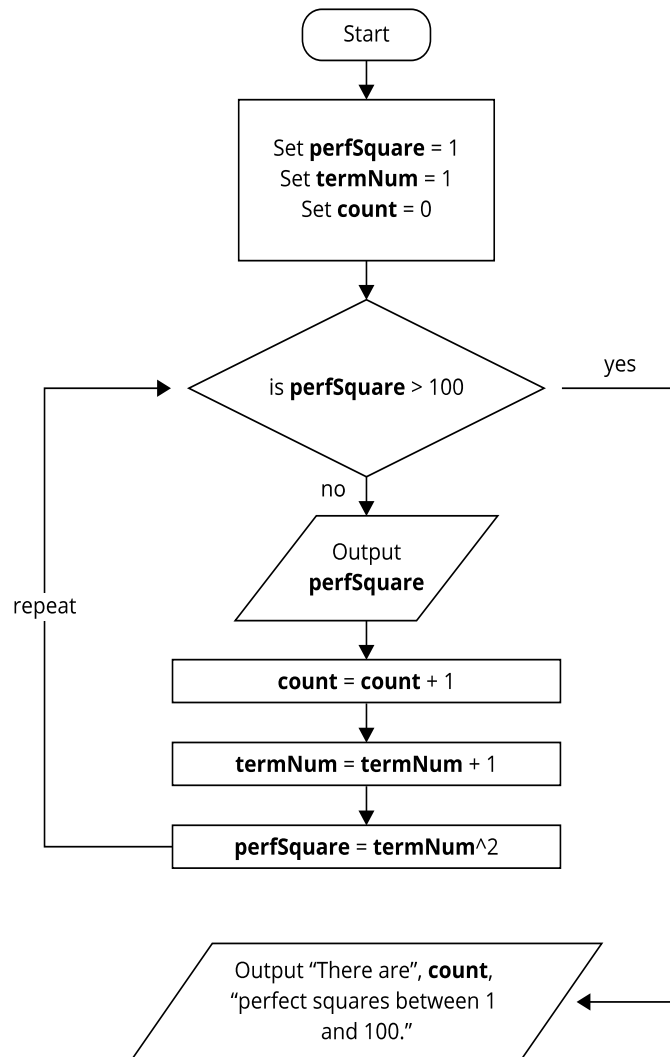 Start
Set perfSquare = 1
Set termNum = 1
Set count = 0
is perfSquare > 100
yes
no
Output
perfSquare
repeat
count = count + 1
termNum = termNum + 1
perfSquare = termNum^2
Output “There are”, count,
“perfect squares between 1
and 100.”